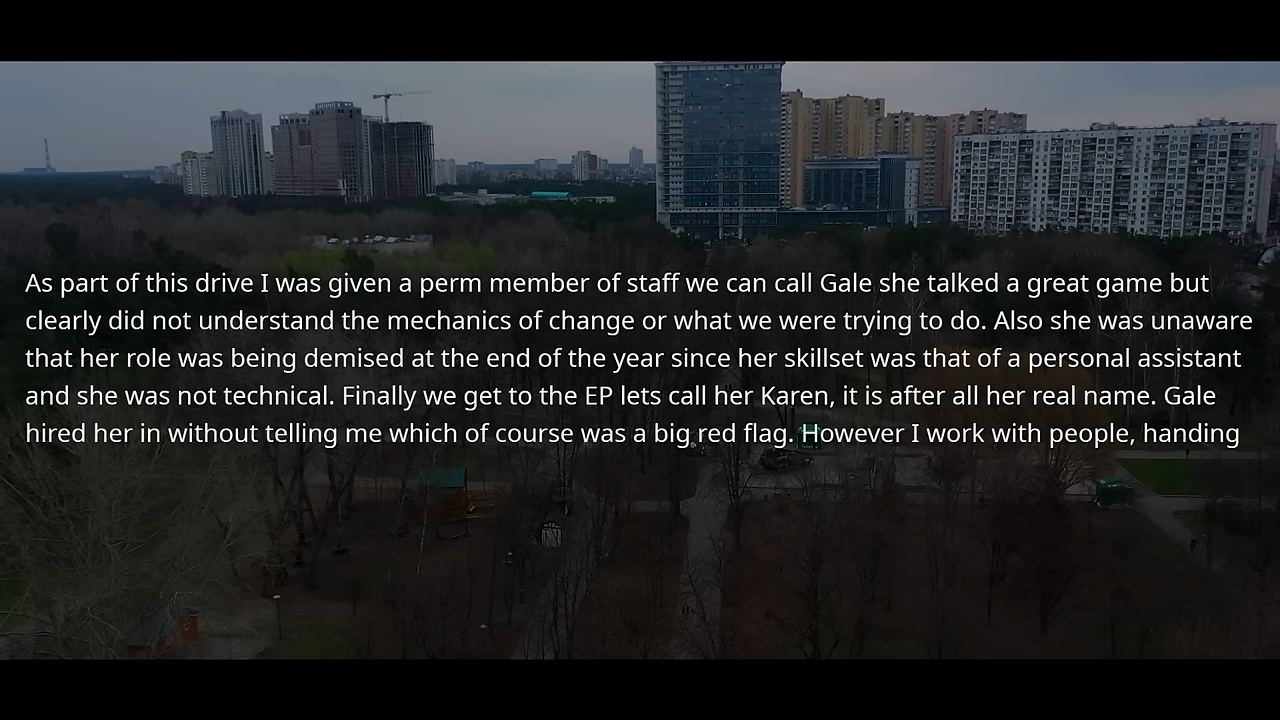 As part of this drive I was given a perm member of staff we can call Gale she talked a great game but
clearly did not understand the mechanics of change or what we were trying to do. Also she was unaware
that her role was being demised at the end of the year since her skillset was that of a personal assistant
and she was not technical. Finally we get to the EP lets call her Karen, it is after all her real name. Gale
hired her in without telling me which of course was a big red flag. However I work with people, handing